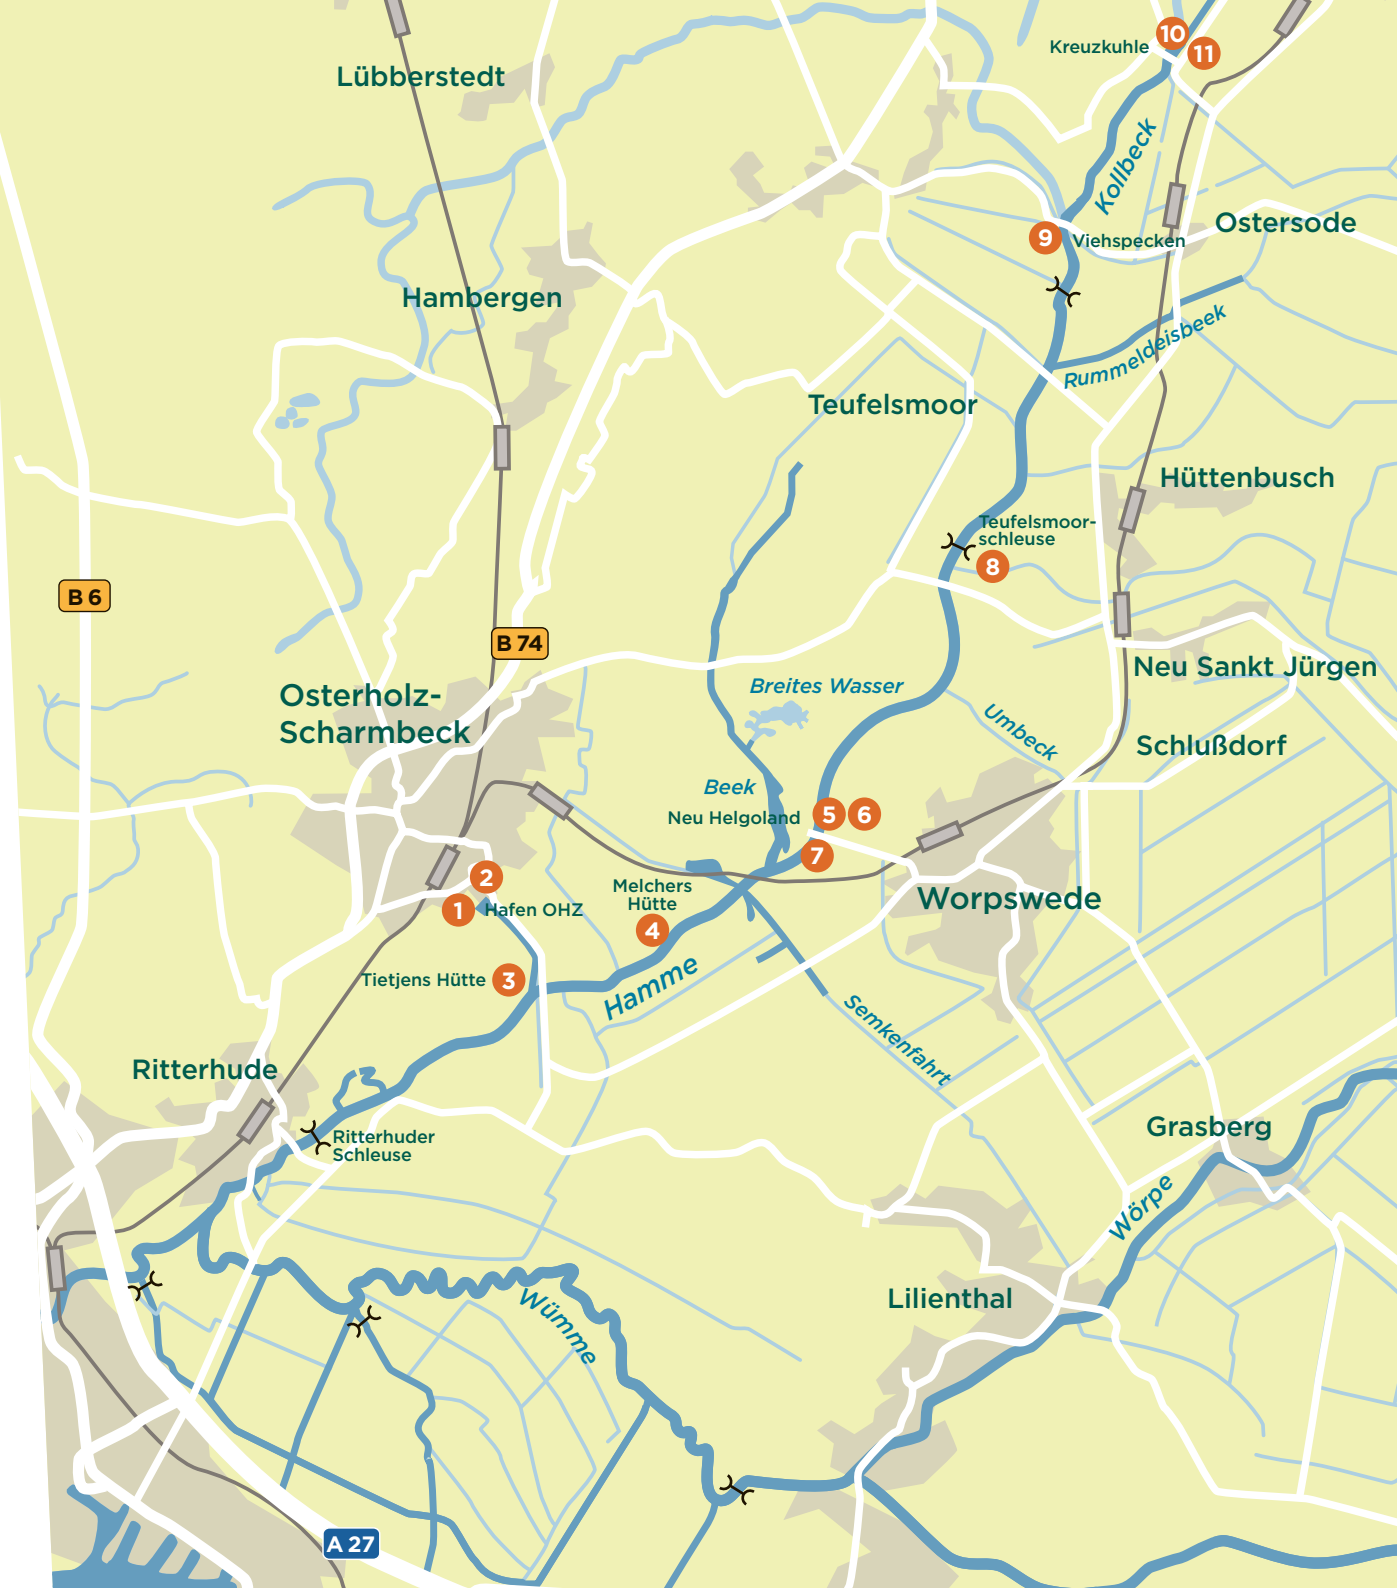 10
Kreuzkuhle
11
Lübberstedt
Kollbeck
Ostersode
9
Viehspecken
Hambergen
Rummeldeisbeek
Teufelsmoor
Hüttenbusch
Teufelsmoor-
schleuse
8
B 6
B 74
Neu Sankt Jürgen
Osterholz-
Scharmbeck
Breites Wasser
Umbeck
Schlußdorf
Beek
Neu Helgoland
5
6
7
2
Melchers
Hütte
Worpswede
1
Hafen OHZ
4
Tietjens Hütte
3
Hamme
Semkenfahrt
Ritterhude
Grasberg
Ritterhuder
Schleuse
Wörpe
Lilienthal
Wümme
A 27